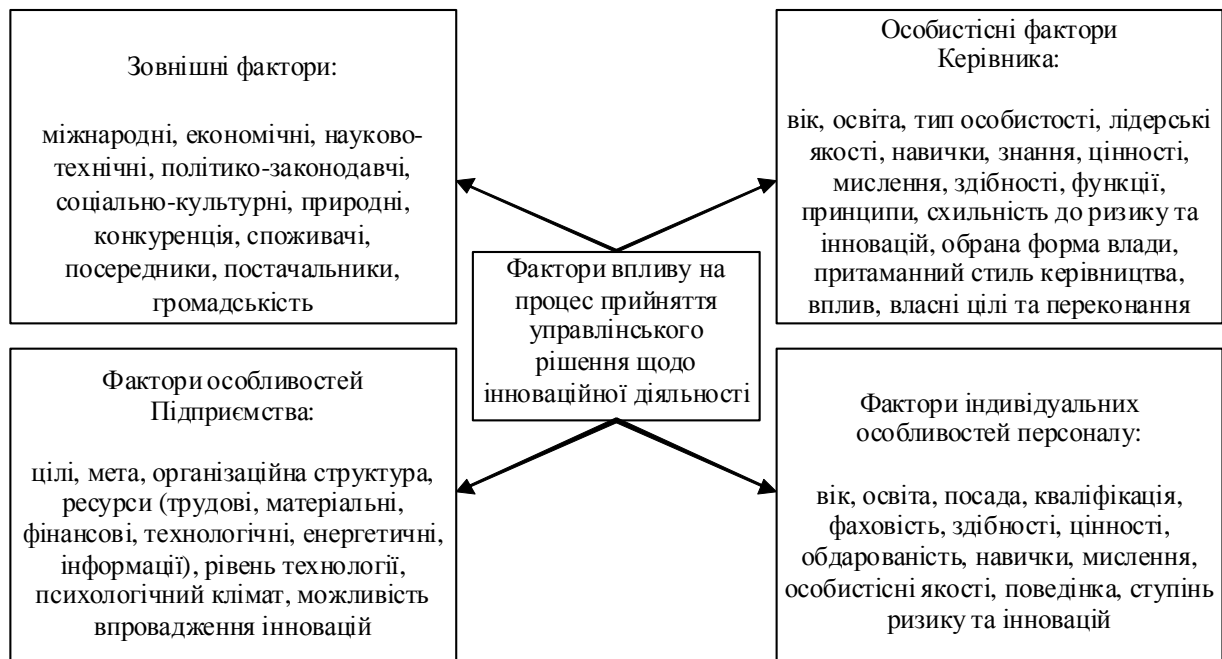 Зовнішні фактори:
міжнародні, економічні, науково-
технічні, політико-законодавчі,
соціально-культурні, природні,
конкуренція, споживачі,
посередники, постачальники,
громадськість
Особистісні фактори
Керівника:
вік, освіта, тип особистості, лідерські
якості, навички, знання, цінності,
мислення, здібності, функції,
принципи, схильність до ризику та
інновацій, обрана форма влади,
притаманний стиль керівництва,
вплив, власні цілі та переконання
Фактори впливу на
процес прийняття
управлінського
рішення щодо
інноваційної діяльності
Фактори особливостей
Підприємства:
цілі, мета, організаційна структура,
ресурси (трудові, матеріальні,
фінансові, технологічні, енергетичні,
інформації), рівень технології,
психологічний клімат, можливість
впровадження інновацій
Фактори індивідуальних
особливостей персоналу:
вік, освіта, посада, кваліфікація,
фаховість, здібності, цінності,
обдарованість, навички, мислення,
особистісні якості, поведінка, ступінь
ризику та інновацій